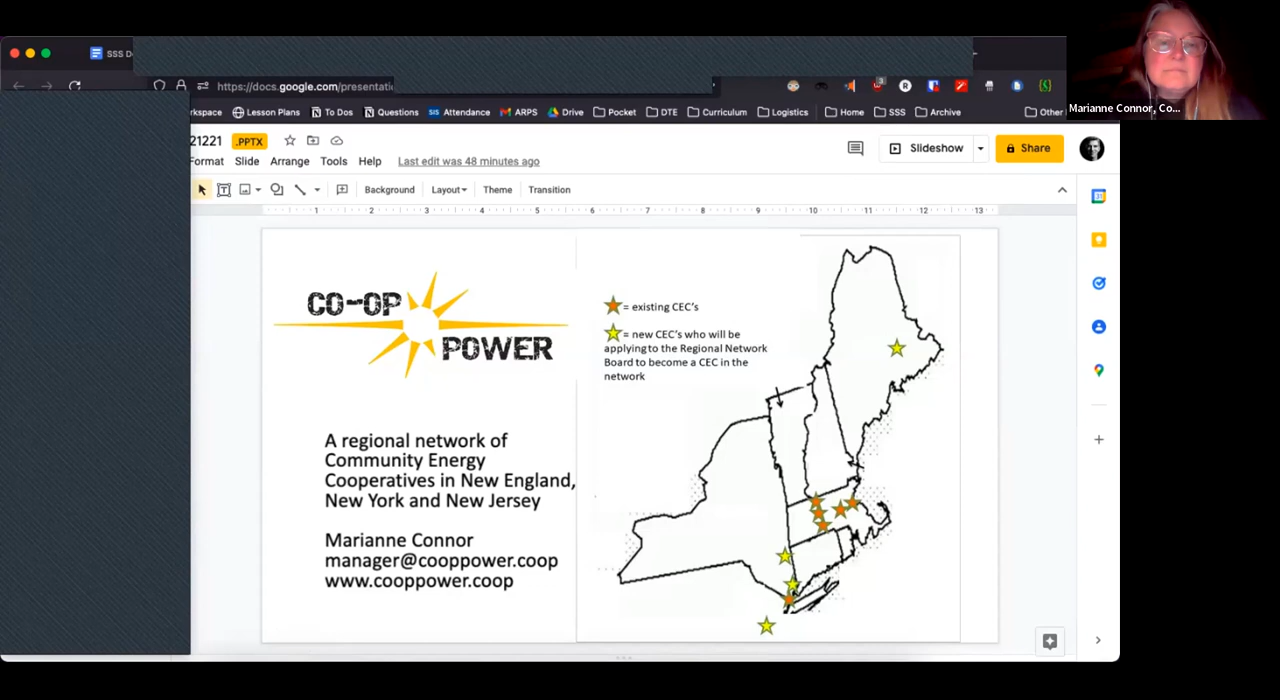 SSS D
https://docs.google.com/presentati
3
rkspace
Lesson Plans
To Dos
Questions
SIS Attendance
ARPS
Drive
Pocket
DTE
Curriculum
Logistics
Home
SSS
Archive
Other
Marianne Connor, Co...
21221
.PPTX
Format
Slide
Arrange
Tools
Help
Last edit was 48 minutes ago
Slideshow
Share
Background
Layout
Theme
Transition
1 2 3 4 5 6 7 8 9 10 11 12 13
CO-OP
POWER
= existing CEC's
= new CEC's who will be
applying to the Regional Network
Board to become a CEC in the
network
A regional network of
Community Energy
Cooperatives in New England,
New York and New Jersey
Marianne Connor
manager@cooppower.coop
www.cooppower.coop